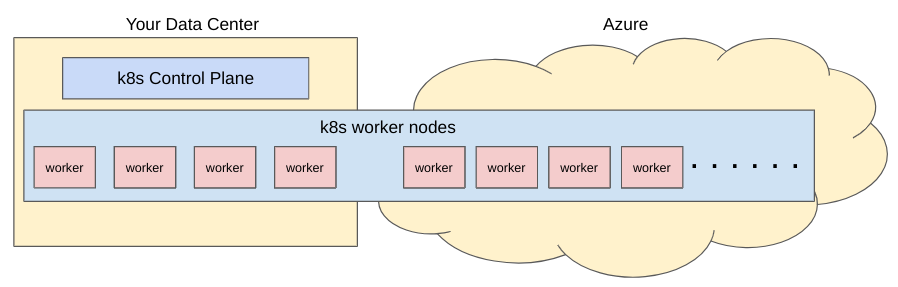 Your Data Center
Azure
k8s Control Plane
k8s worker nodes
worker
worker
worker
worker
worker
worker
worker
worker
. . . . . .